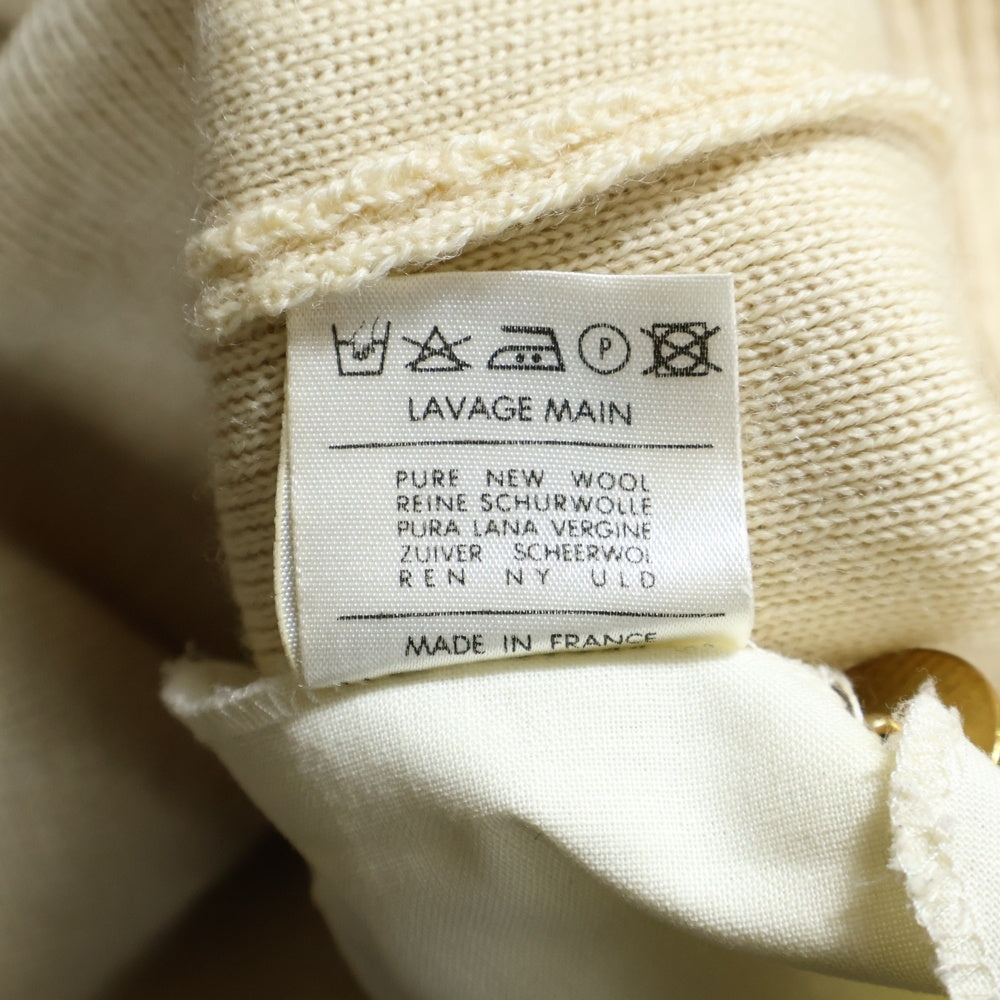 P
LAVAGE MAIN
PURE NEW WOOL
REINE SCHURWOLLE
PURA LANA VERGINE
ZUIVER SCHEERWOL
REN NY ULD
MADE IN FRANCE